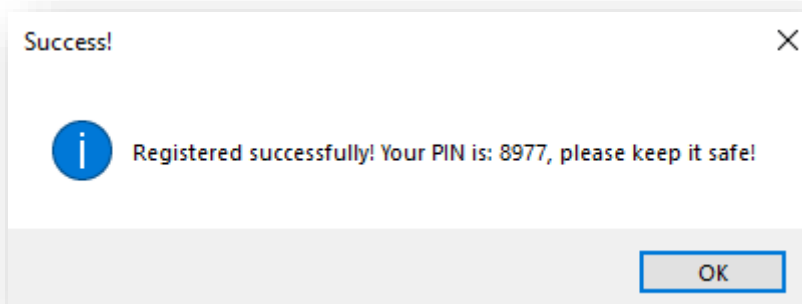 Success!
Registered successfully! Your PIN is: 8977, please keep it safe!
OK